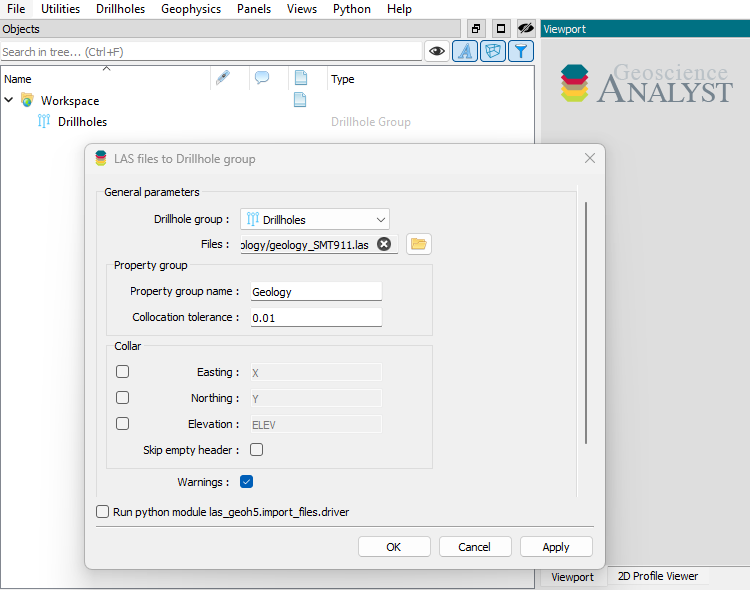 File Utilities Drillholes Geophysics Panels Views Python Help
Objects
Viewport
Search in tree... (Ctrl+F)
Name Type
Workspace
Drillholes Drillhole Group
Geoscience
ANALYST
LAS files to Drillhole group
General parameters
Drillhole group : Drillholes
Files : ology/geology_SMT911.las
Property group
Property group name : Geology
Collocation tolerance : 0.01
Collar
Easting : X
Northing : Y
Elevation : ELEV
Skip empty header :
Warnings :
Run python module las_geoh5.import_files.driver
OK Cancel Apply
Viewport 2D Profile Viewer